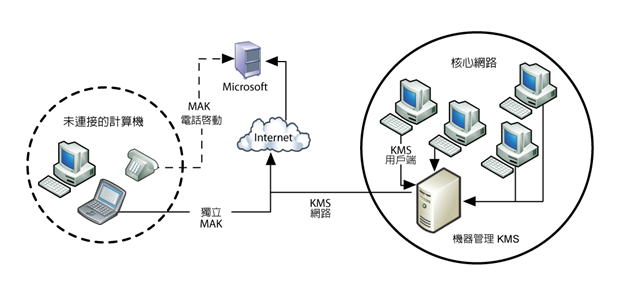 未連接的計算機
MAK
電話啓動
Microsoft
Internet
獨立
MAK
KMS
網路
核心網路
KMS
用戶端
機器管理 KMS